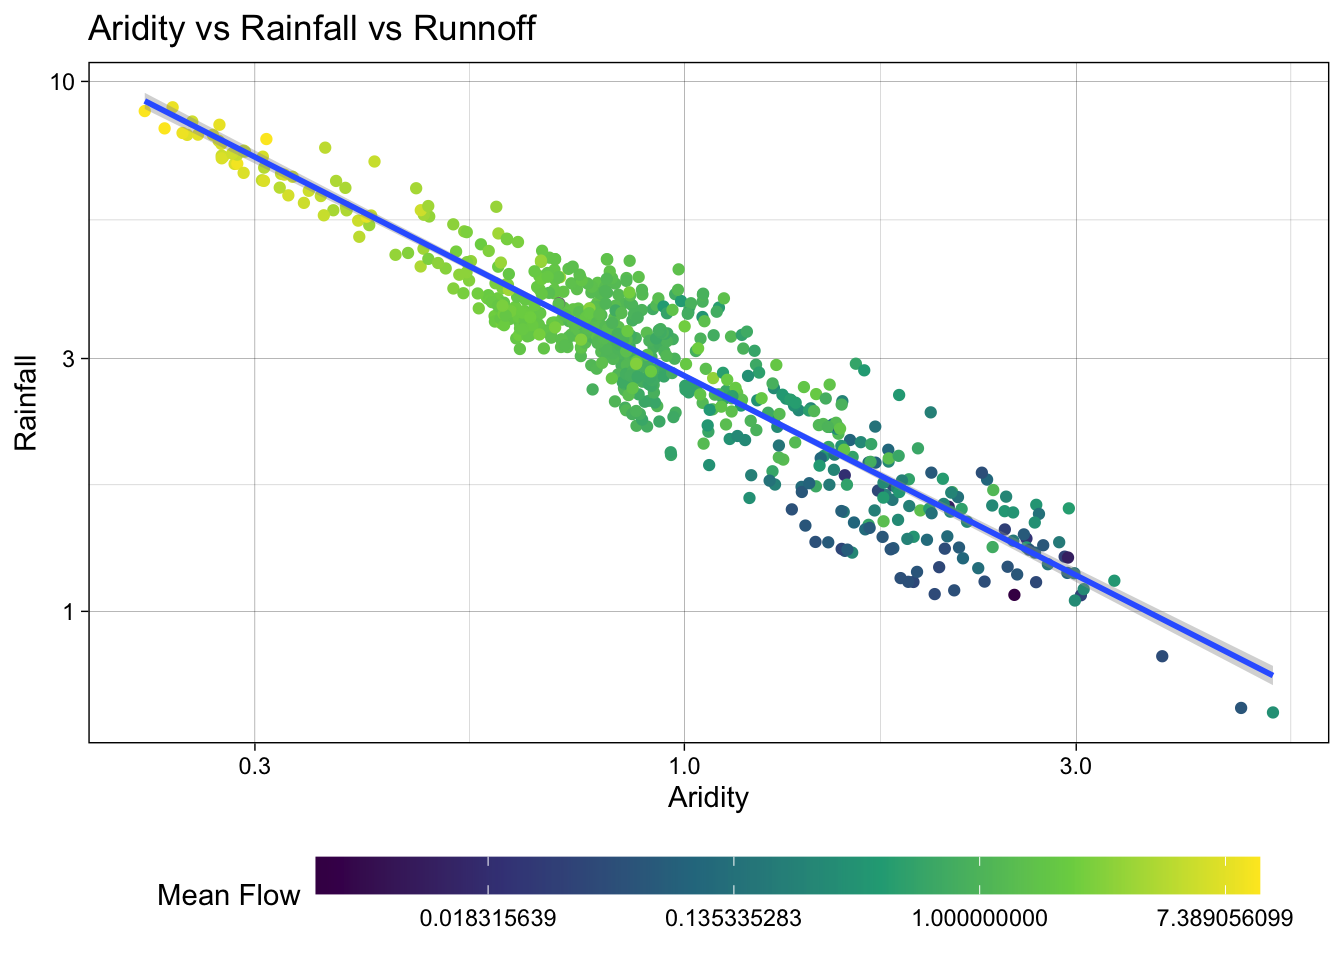 Aridity vs Rainfall vs Runnoff
10
3
1
Rainfall
0.3 1.0 3.0
Aridity
Mean Flow
0.018315639 0.135335283 1.000000000 7.389056099